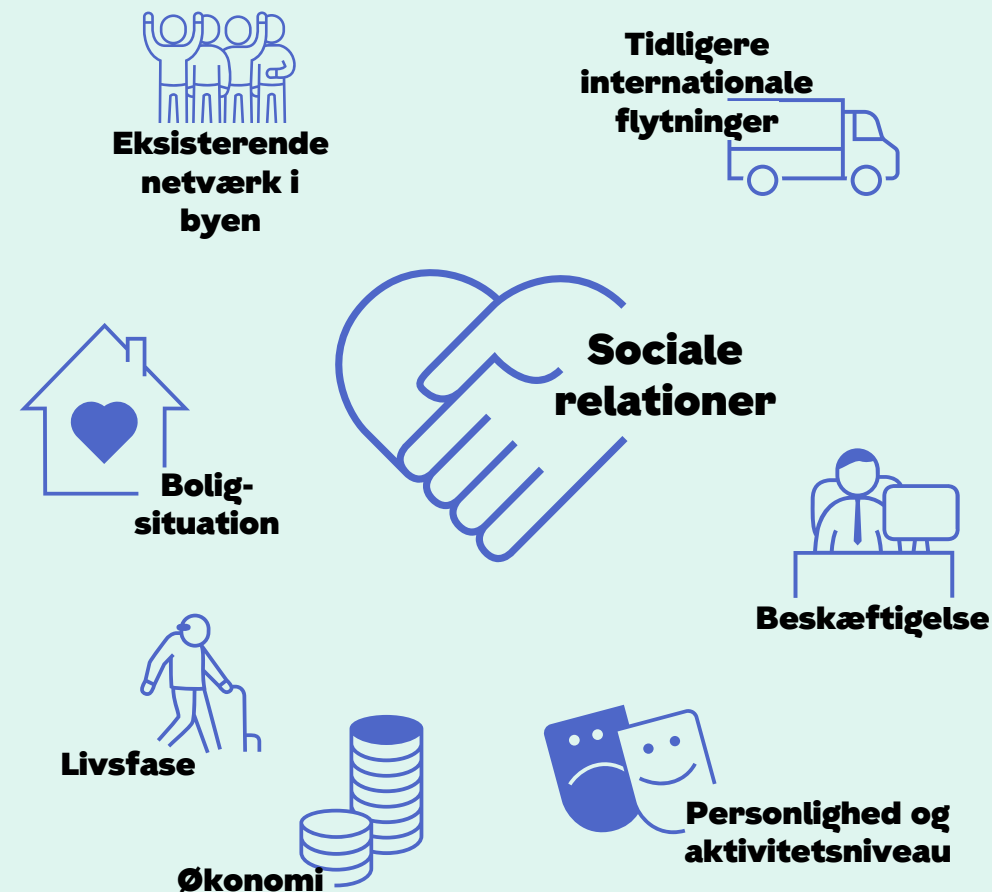 Eksisterende
netværk i
byen
Tidligere
internationale
flytninger
Sociale
relationer
Bolig-
situation
Beskæftigelse
Livsfase
Økonomi
Personlighed og
aktivitetsniveau